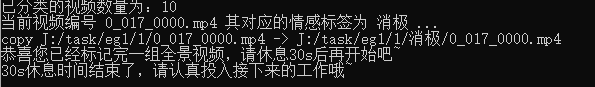 已分类的视频数量为: 10
当前视频编号 0_017_0000.mp4 其对应的情感标签为 消极 ...
copy J:/task/eg1/1/0_017_0000.mp4 -> J:/task/eg1/1/消极/0_017_0000.mp4
恭喜您已经标记完一组全景视频，请休息30s后再开始吧~
30s休息时间结束了，请认真投入接下来的工作哦~